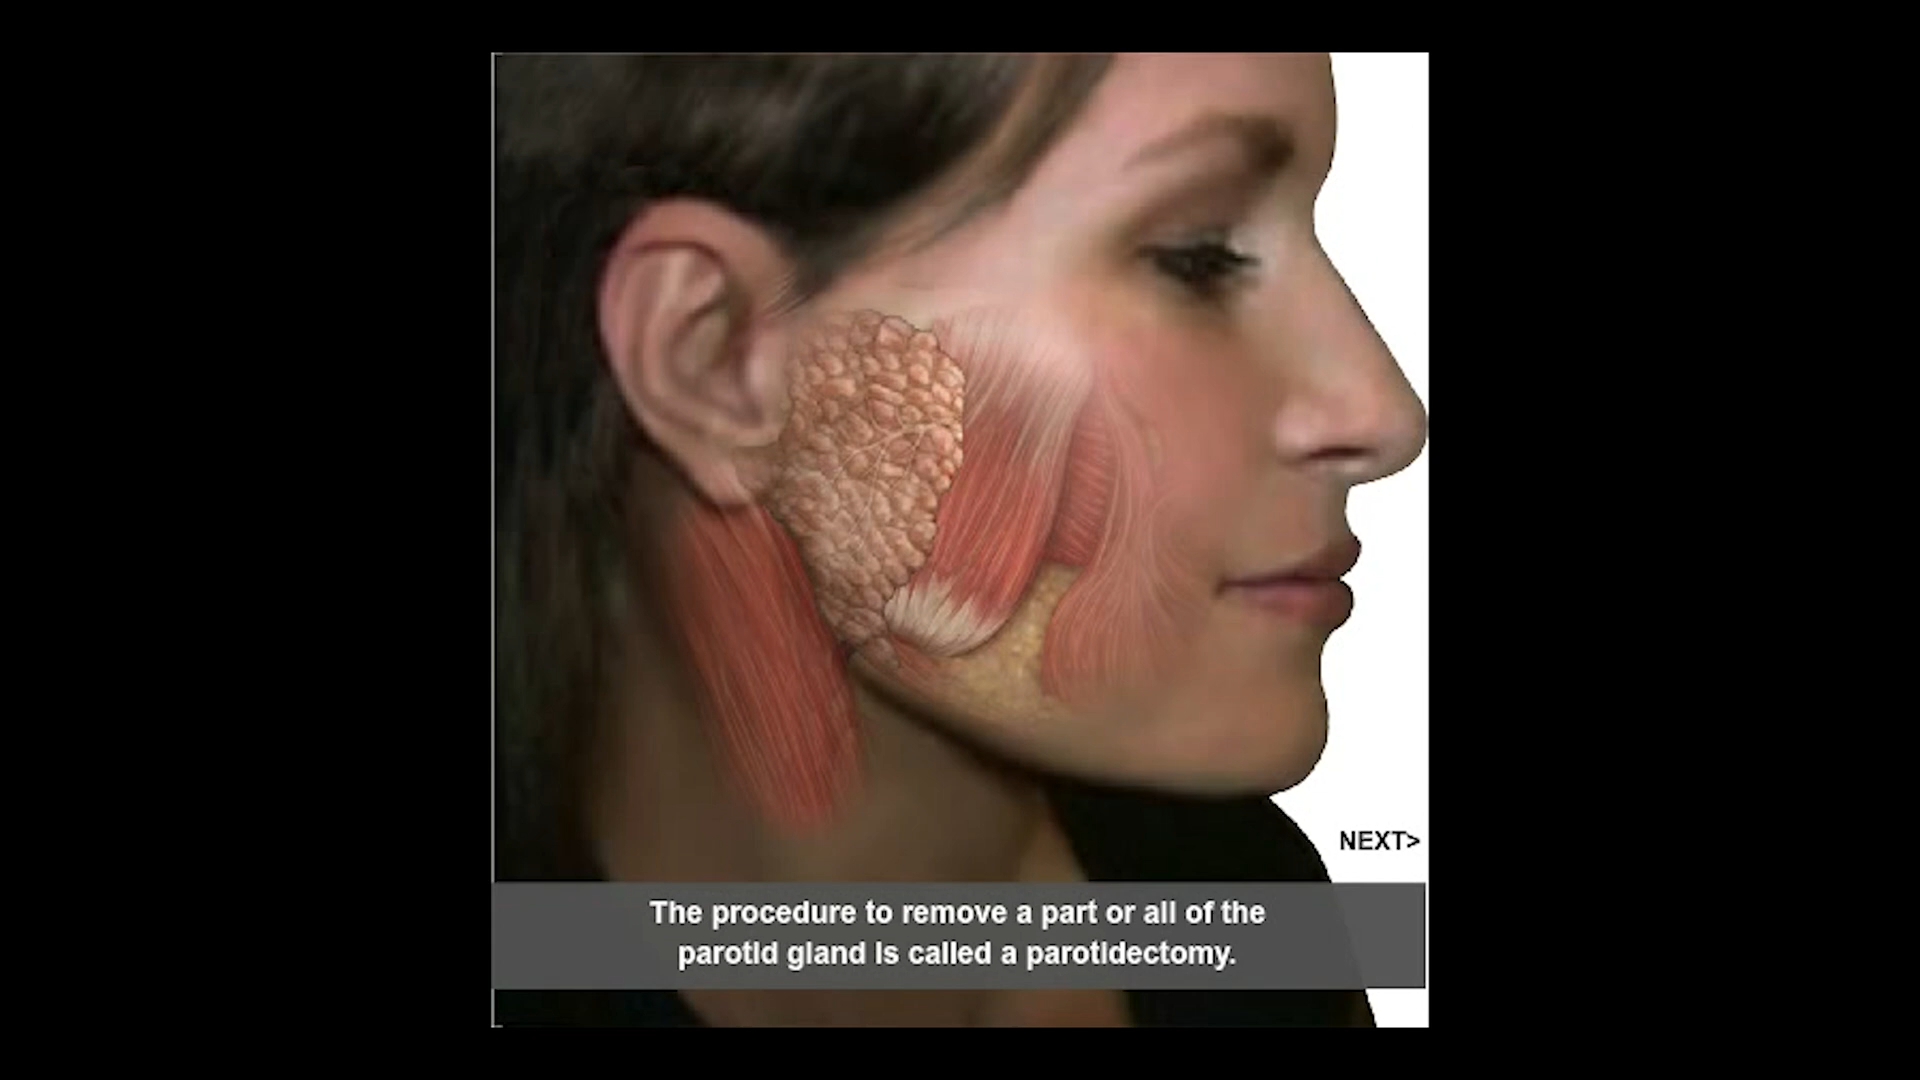 NEXT>
The procedure to remove a part or all of the
parotid gland is called a parotidectomy.